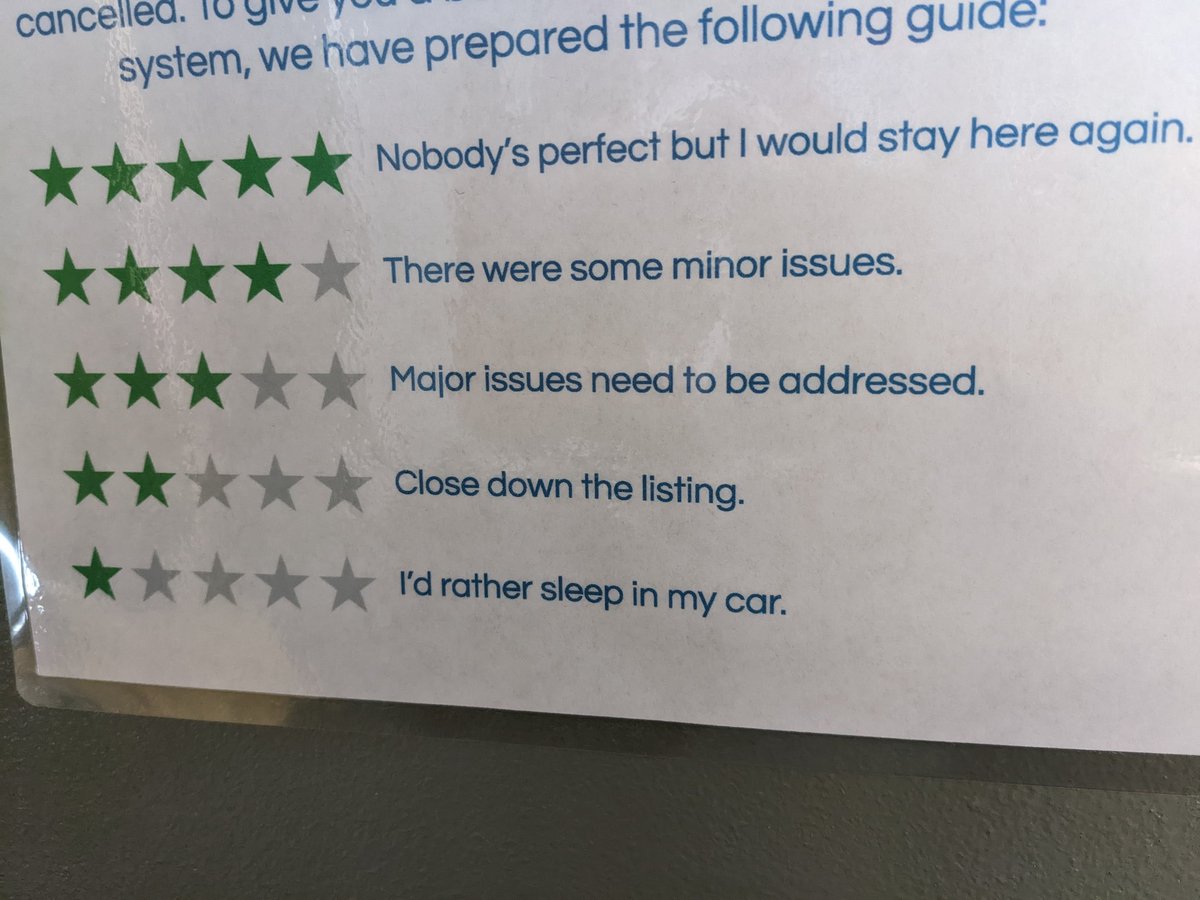 cancelled. To give you a
system, we have prepared the following guide:
Nobody's perfect but I would stay here again.
There were some minor issues.
Major issues need to be addressed.
Close down the listing.
I'd rather sleep in my car.